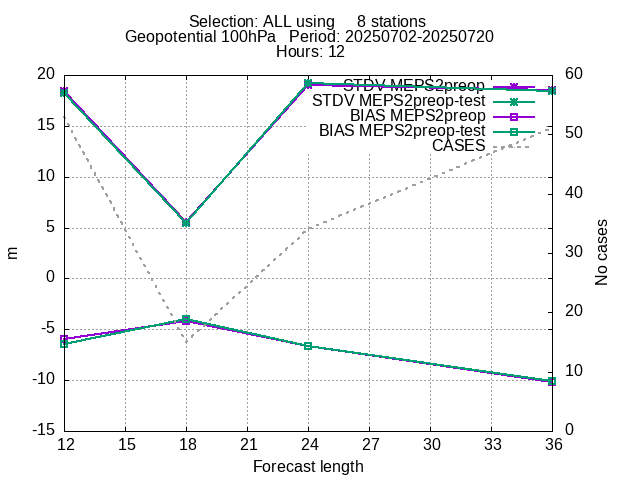 Selection: ALL using     8 stations
Geopotential 100hPa   Period: 20250702-20250720
Hours: 12
20
15
10
5
0
-5
-10
-15
m
60
50
40
30
20
10
0
No cases
STDV MEPS2preop
STDV MEPS2preop-test
BIAS MEPS2preop
BIAS MEPS2preop-test
CASES
12 15 18 21 24 27 30 33 36
Forecast length